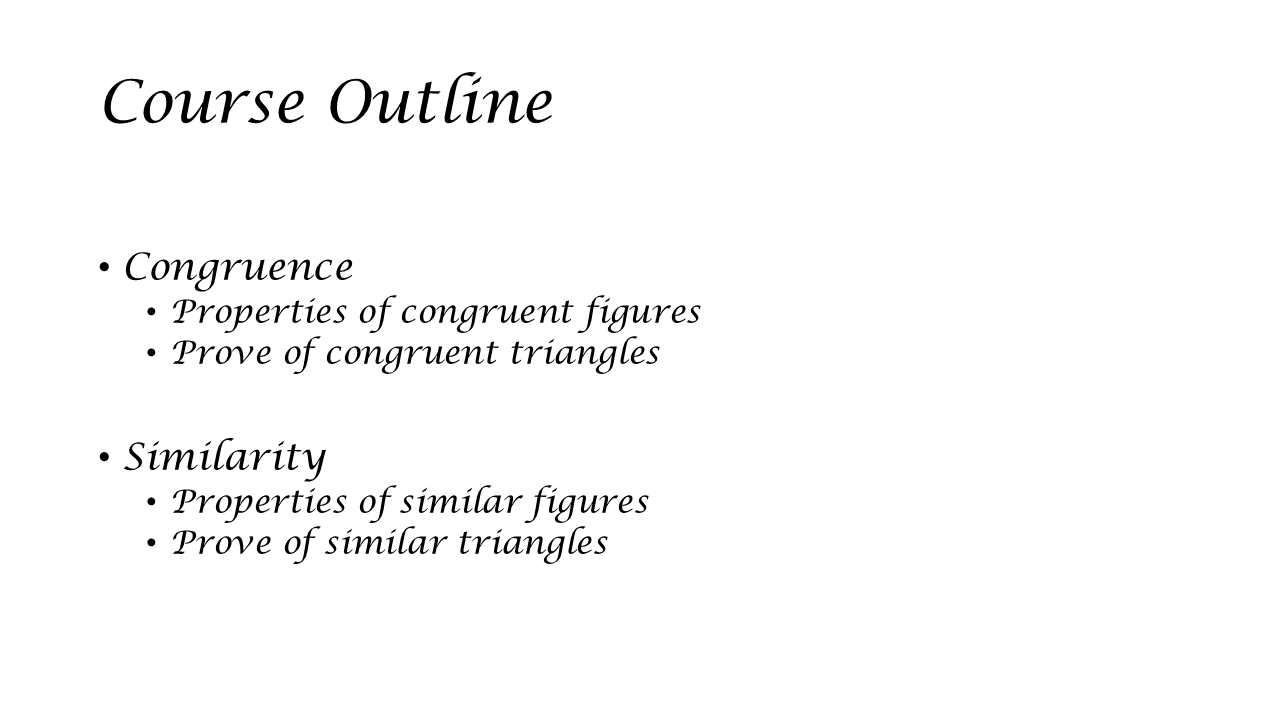 Course Outline
• Congruence
• Properties of congruent figures
• Prove of congruent triangles
• Similarity
• Properties of similar figures
• Prove of similar triangles